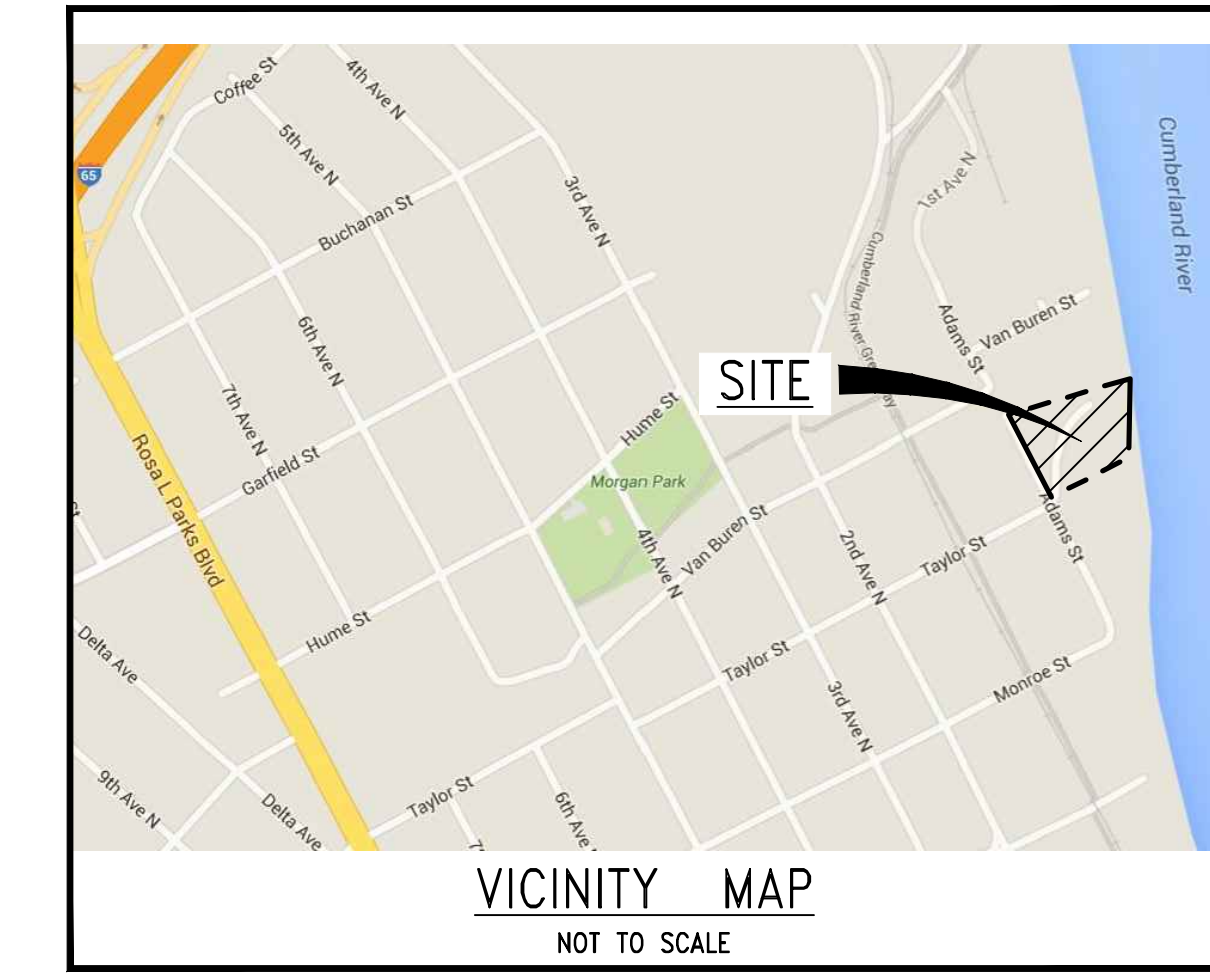 Coffee St
4th Ave N
5th Ave N
65
3rd Ave N
Cumberland River
1st Ave N
Buchanan St
Cumberland River Gre
ay
Adams St
Van Buren St
6th Ave N
7th Ave N
SITE
Hume St
Rosa L Parks Blvd
Garfield St
Morgan Park
St
4th Ave N
Van Buren St
2nd Ave N
Taylor St
Adams St
Hume St
Delta Ave
Taylor St
3rd Ave N
Monroe St
9th Ave N
Delta Ave
Taylor St
6th Ave
VICINITY MAP
NOT TO SCALE